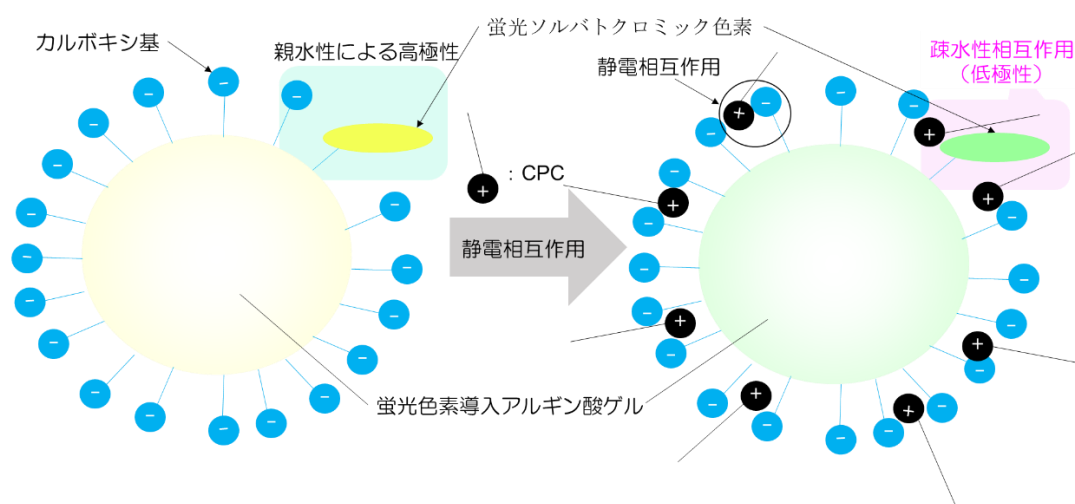 蛍光ソルバトクロミック色素
カルボキシ基
親水性による高極性
静電相互作用
疎水性相互作用
（低極性）
+
：CPC
静電相互作用
蛍光色素導入アルギン酸ゲル